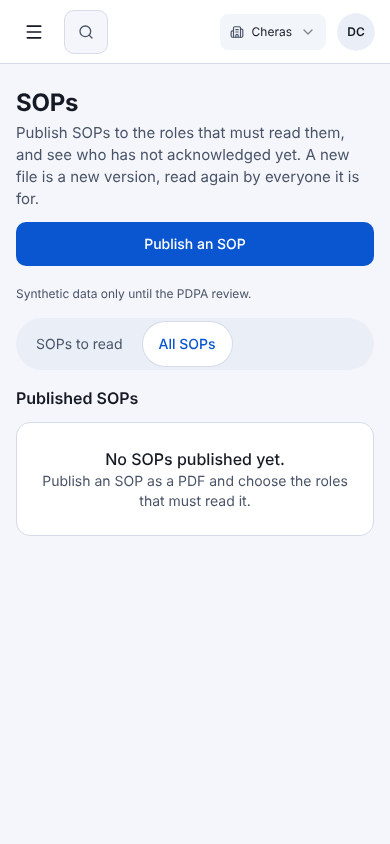 Cheras
DC
SOPs
Publish SOPs to the roles that must read them,
and see who has not acknowledged yet. A new
file is a new version, read again by everyone it is
for.
Publish an SOP
Synthetic data only until the PDPA review.
SOPs to read
All SOPs
Published SOPs
No SOPs published yet.
Publish an SOP as a PDF and choose the roles
that must read it.